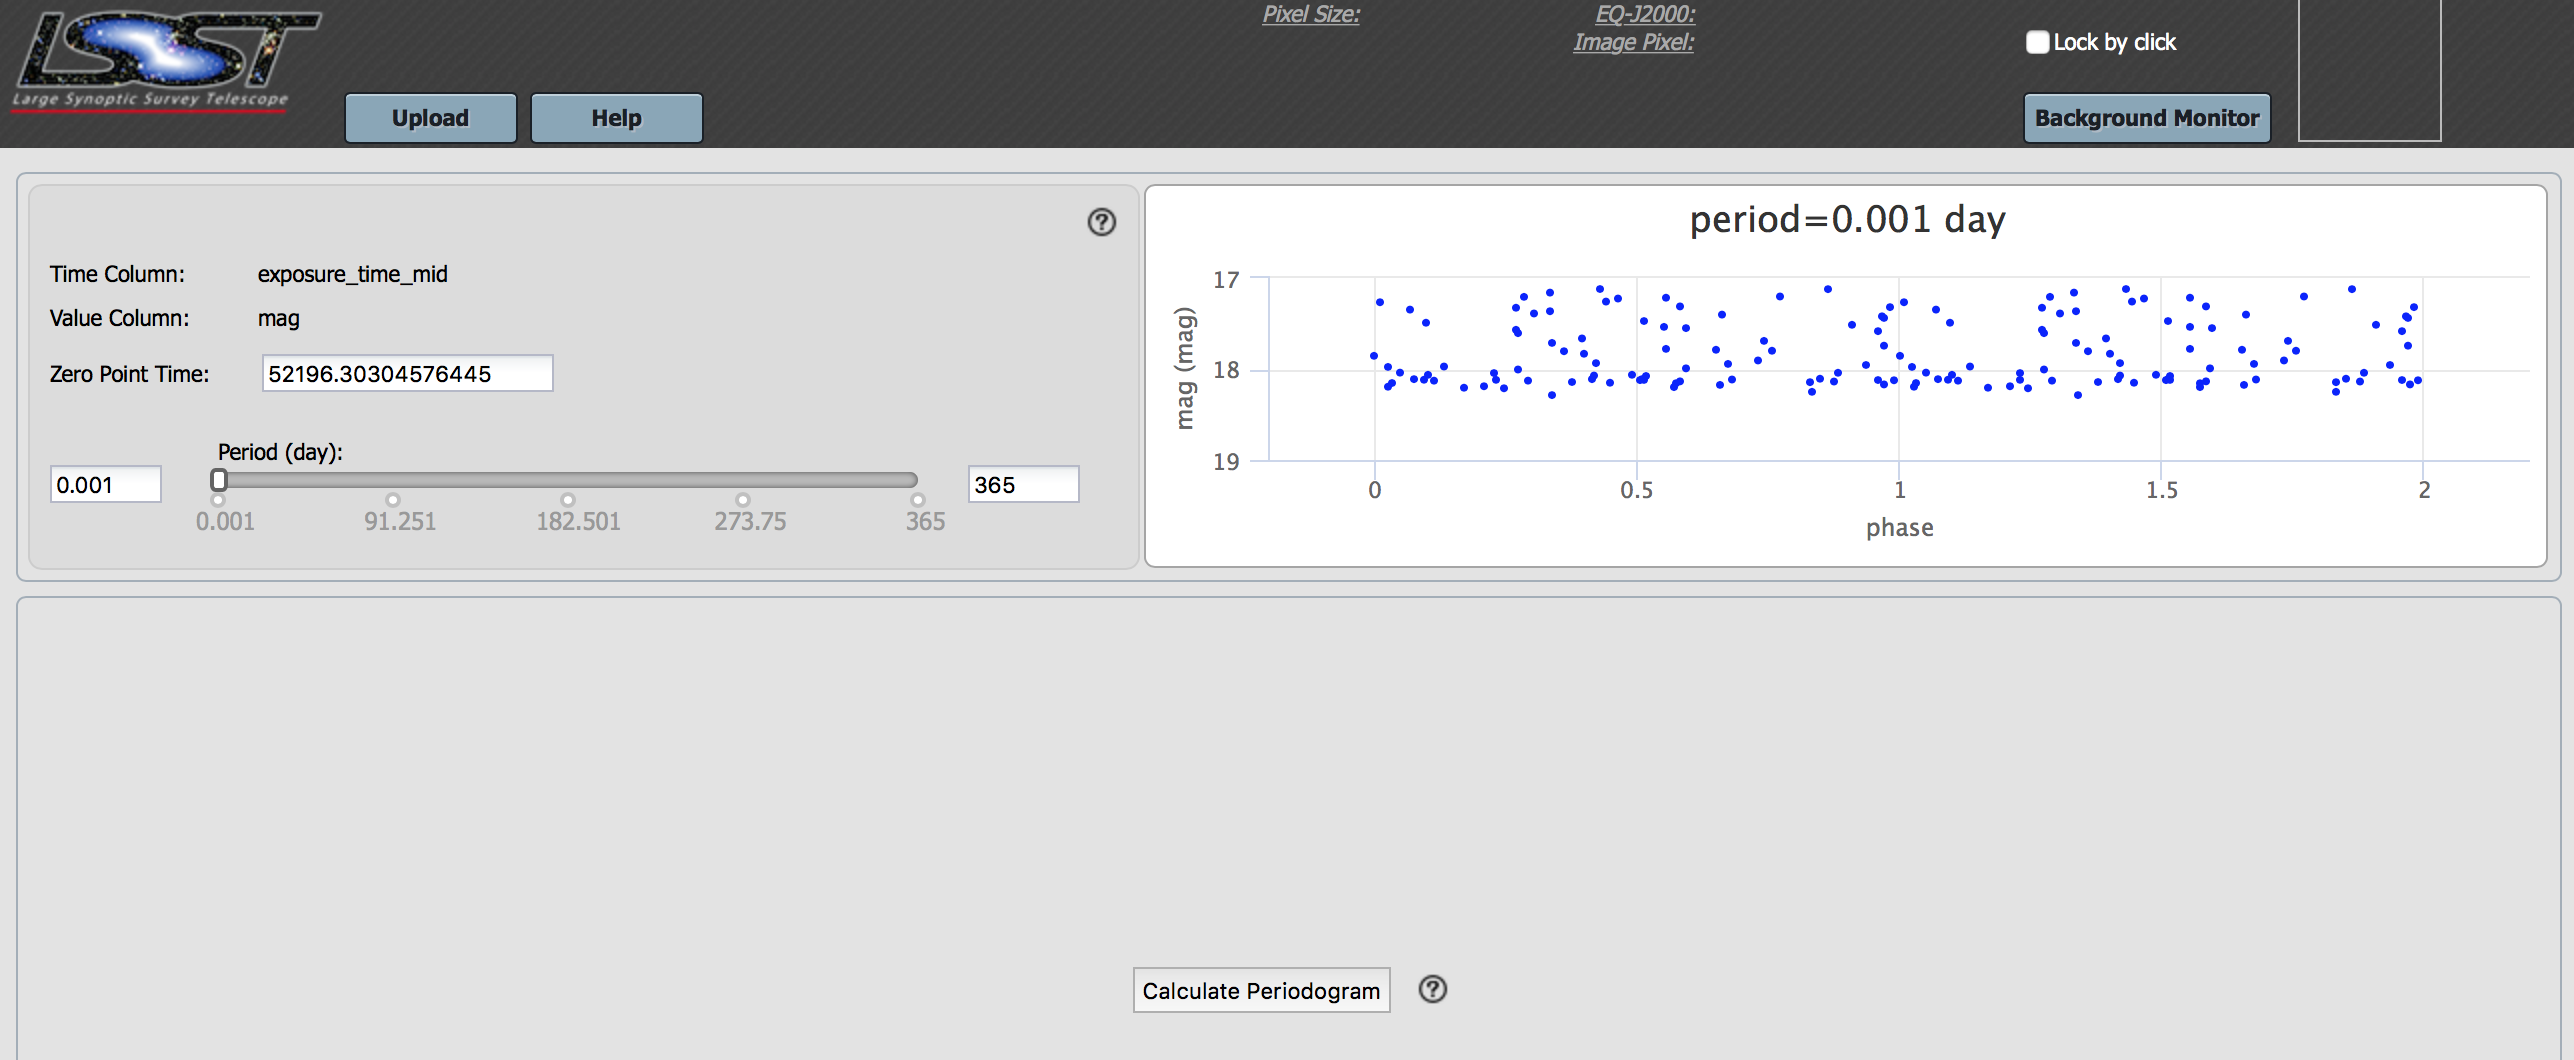 LSST
Large Synoptic Survey Telescope
Upload
Help
Pixel Size:
EQ-J2000:
Image Pixel:
Lock by click
Background Monitor
Time Column: exposure_time_mid
Value Column: mag
Zero Point Time: 52196.30304576445
Period (day):
0.001
365
0.001 91.251 182.501 273.75 365
period=0.001 day
mag (mag)
17
18
19
0 0.5 1 1.5 2
phase
Calculate Periodogram